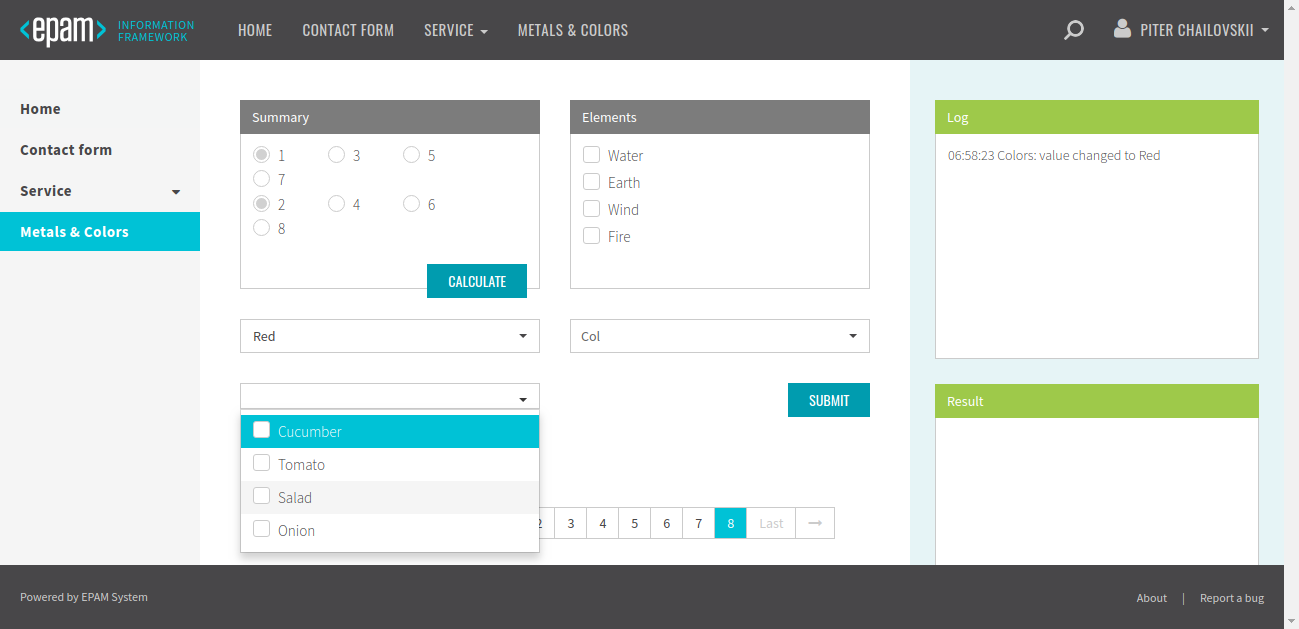 <epam> INFORMATION FRAMEWORK
HOME CONTACT FORM SERVICE METALS & COLORS
PITER CHAILOVSKII
Home
Contact form
Service
Metals & Colors
Summary
1 3 5
7
2 4 6
8
CALCULATE
Elements
Water
Earth
Wind
Fire
Log
06:58:23 Colors: value changed to Red
Red
Col
SUBMIT
Cucumber
Tomato
Salad
Onion
2 3 4 5 6 7 8 Last →
Result
Powered by EPAM System
About | Report a bug